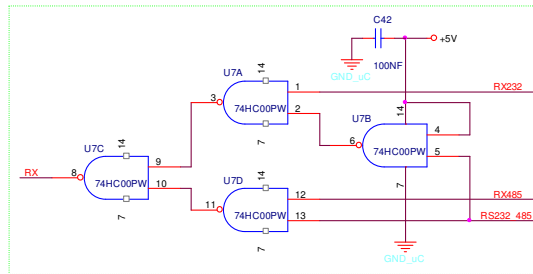 C42
+5V
100NF
GND_uC
U7A
14
3
1
RX232
2
74HC00PW
7
U7B
14
4
6
5
74HC00PW
7
U7C
14
9
RX
8
10
74HC00PW
7
U7D
14
12
RX485
11
13
RS232_485
74HC00PW
7
GND_uC